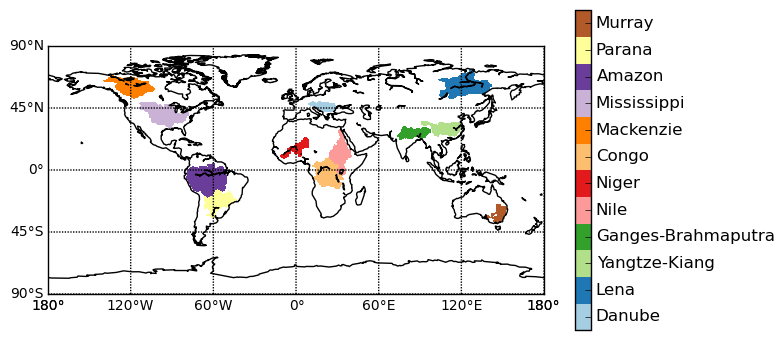 90°N
45°N
0°
45°S
90°S
180°
120°W
60°W
0°
60°E
120°E
180°
Murray
Parana
Amazon
Mississippi
Mackenzie
Congo
Niger
Nile
Ganges-Brahmaputra
Yangtze-Kiang
Lena
Danube